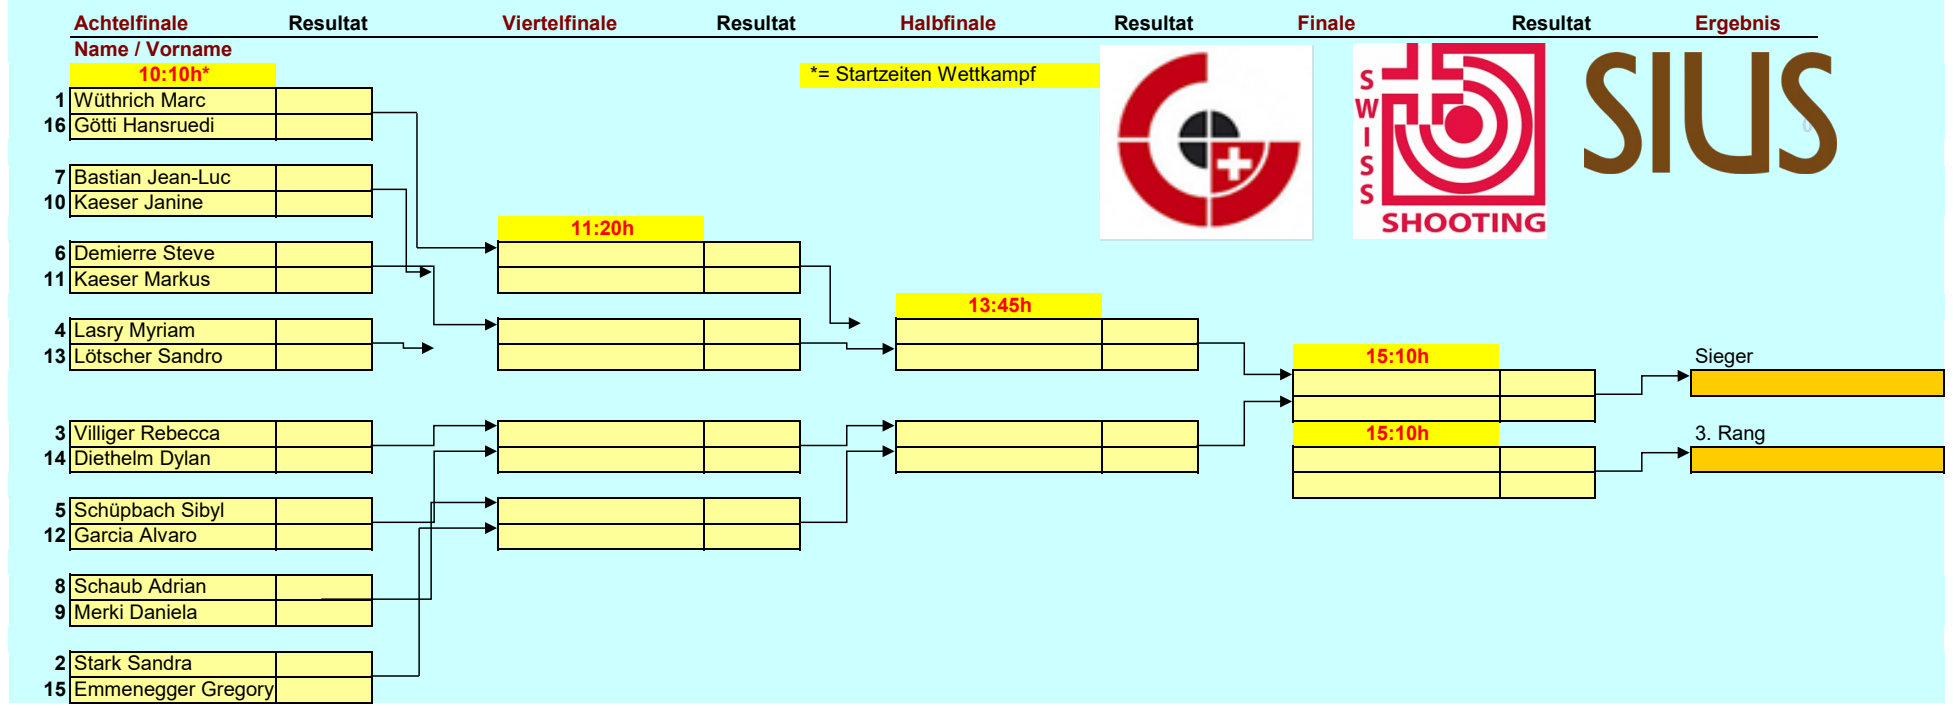 Achtelfinale Resultat Viertelfinale Resultat Halbfinale Resultat Finale Resultat Ergebnis
Name / Vorname
10:10h* *= Startzeiten Wettkampf
1 Wüthrich Marc
16 Götti Hansruedi
7 Bastian Jean-Luc
10 Kaeser Janine
11:20h
6 Demierre Steve
11 Kaeser Markus
13:45h
4 Lasry Myriam
13 Lötscher Sandro 15:10h Sieger
3 Villiger Rebecca 15:10h 3. Rang
14 Diethelm Dylan
5 Schüpbach Sibyl
12 Garcia Alvaro
8 Schaub Adrian
9 Merki Daniela
2 Stark Sandra
15 Emmenegger Gregory
SWISS
SHOOTING
SIUS